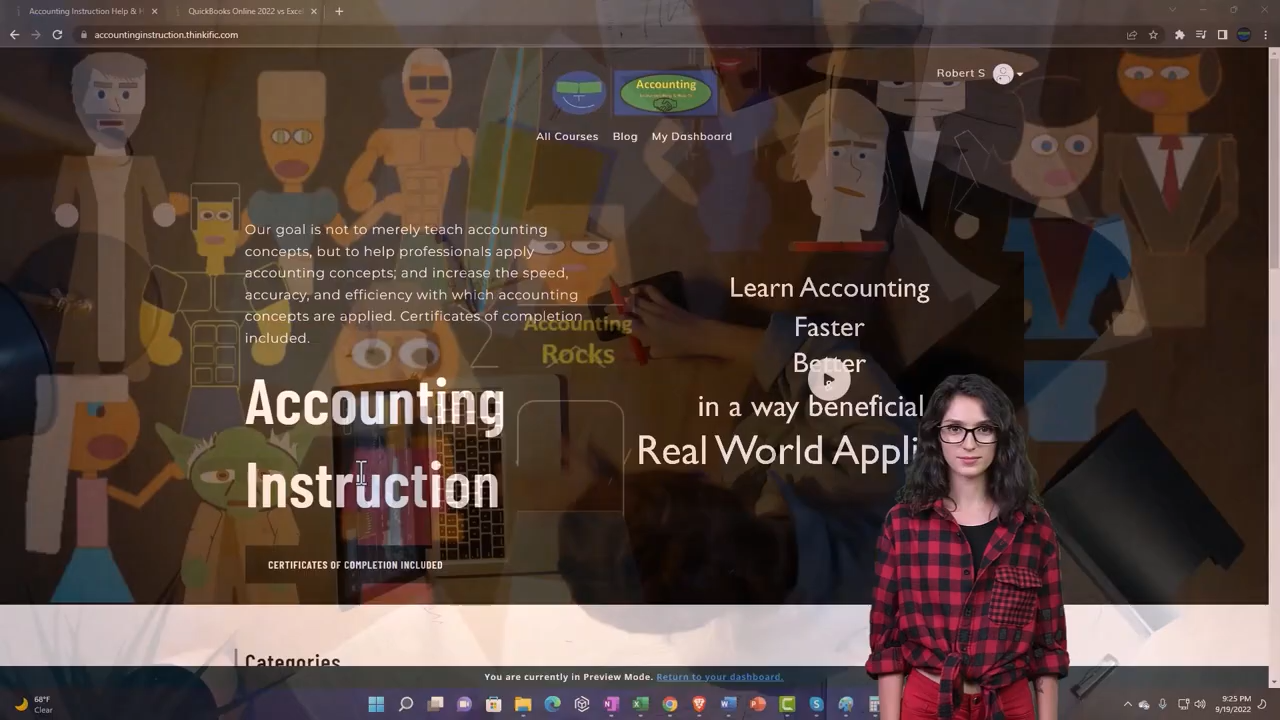 Accounting Instruction Help & H
QuickBooks Online 2022 vs Exce
accountinginstruction.thinkific.com
Robert S
Accounting
All Courses
Blog
My Dashboard
Our goal is not to merely teach accounting
concepts, but to help professionals apply
accounting concepts; and increase the speed,
accuracy, and efficiency with which accounting
concepts are applied. Certificates of completion
included.
Accounting
Rocks
Learn Accounting
Faster
Better
&
in a way beneficial
Real World Appli
Accounting
Instruction
CERTIFICATES OF COMPLETION INCLUDED
Categories
You are currently in Preview Mode. Return to your dashboard.
68°F
Clear
9:25 PM
9/19/2022